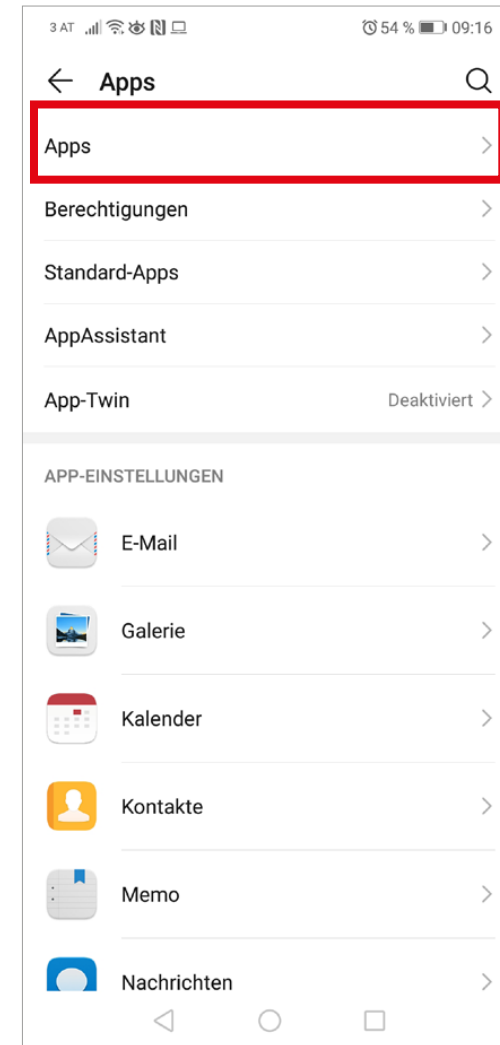 3 AT 54 % 09:16
Apps
Apps
Berechtigungen
Standard-Apps
AppAssistant
App-Twin Deaktiviert
APP-EINSTELLUNGEN
E-Mail
Galerie
Kalender
Kontakte
Memo
Nachrichten